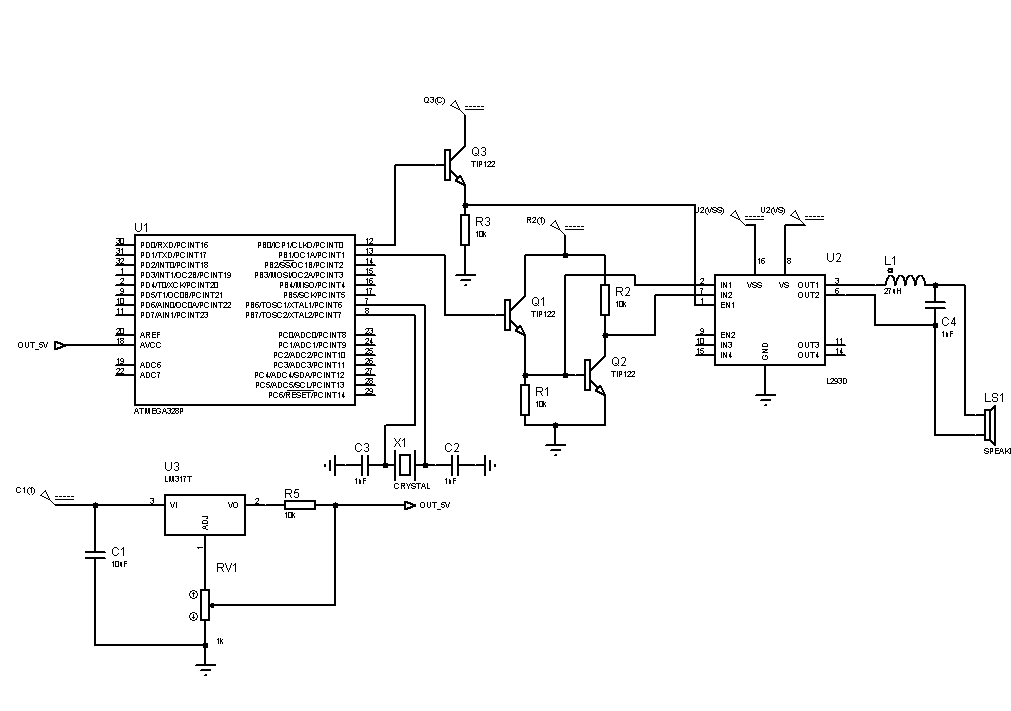 Q3(C)
Q3
TIP122
R3
10k
R2(1)
U2(VSS)
U2(VS)
U1
30 PD0/RXD/PCINT16 PB0/ICP1/CLKO/PCINT0 12
31 PD1/TXD/PCINT17 PB1/OC1A/PCINT1 13
32 PD2/INT0/PCINT18 PB2/SS/OC1B/PCINT2 14
1 PD3/INT1/OC2B/PCINT19 PB3/MOSI/OC2A/PCINT3 15
2 PD4/T0/XCK/PCINT20 PB4/MISO/PCINT4 16
9 PD5/T1/OC0B/PCINT21 PB5/SCK/PCINT5 17
10 PD6/AIN0/OC0A/PCINT22 PB6/TOSC1/XTAL1/PCINT6 7
11 PD7/AIN1/PCINT23 PB7/TOSC2/XTAL2/PCINT7 8
20 AREF PC0/ADC0/PCINT8 23
18 AVCC PC1/ADC1/PCINT9 24
PC2/ADC2/PCINT10 25
19 ADC6 PC3/ADC3/PCINT11 26
22 ADC7 PC4/ADC4/SDA/PCINT12 27
PC5/ADC5/SCL/PCINT13 28
PC6/RESET/PCINT14 29
ATMEGA328P
OUT_5V
Q1
TIP122
R2
10k
Q2
TIP122
R1
10k
U2
16 8
2 IN1 VSS VS OUT1 3
7 IN2 OUT2 6
1 EN1
9 EN2
10 IN3 OUT3 11
15 IN4 OUT4 14
GND
L293D
L1
27uH
C4
1uF
LS1
SPEAKE
C3
1nF
X1
CRYSTAL
C2
1nF
U3
LM317T
C1(1)
3 VI VO 2
ADJ
1
R5
10k
OUT_5V
C1
10uF
RV1
1k